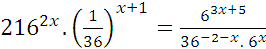 216^{2x} . (1/36)^{x+1} = 6^{3x+5} / (36^{-2-x} . 6^x)